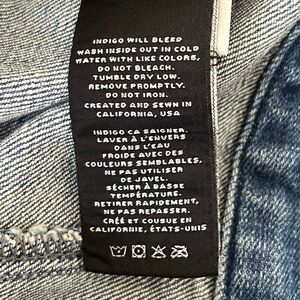 INDIGO WILL BLEED
WASH INSIDE OUT IN COLD
WATER WITH LIKE COLORS,
DO NOT BLEACH.
TUMBLE DRY LOW.
REMOVE PROMPTLY.
DO NOT IRON.
CREATED AND SEWN IN
CALIFORNIA, USA
INDIGO CA SAIGNER.
LAVER À L'ENVERS
DANS L'EAU
FROIDE AVEC DES
COULEURS SEMBLABLES,
NE PAS UTILISER
DE JAVEL.
SÉCHER À BASSE
TEMPÉRATURE.
RETIRER RAPIDEMENT,
NE PAS REPASSER.
CRÉÉ ET COUSUE EN
CALIFORNIE, ÉTATS-UNIS